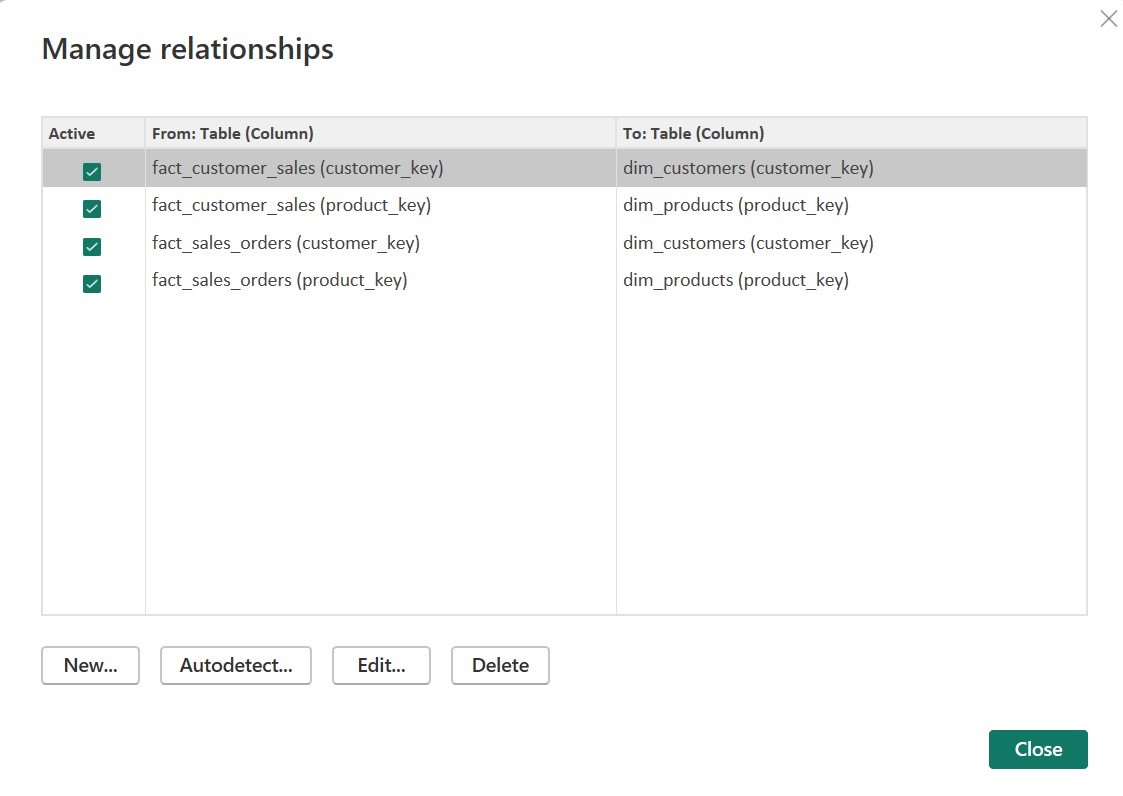 Manage relationships
Active From: Table (Column) To: Table (Column)
fact_customer_sales (customer_key) dim_customers (customer_key)
fact_customer_sales (product_key) dim_products (product_key)
fact_sales_orders (customer_key) dim_customers (customer_key)
fact_sales_orders (product_key) dim_products (product_key)
New... Autodetect... Edit... Delete
Close